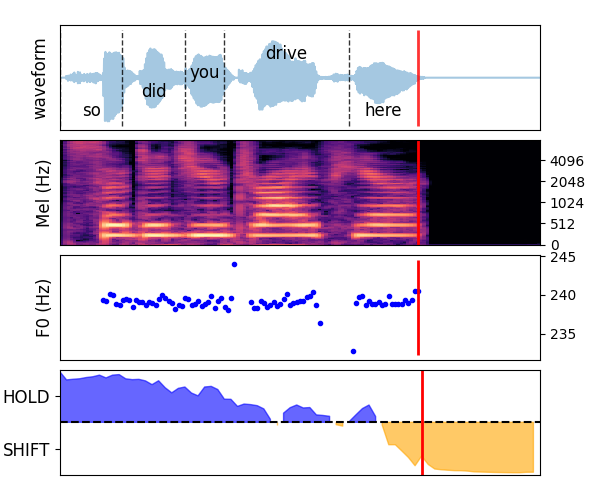 waveform
so
did
you
drive
here
Mel (Hz)
4096
2048
1024
512
0
F0 (Hz)
245
240
235
HOLD
SHIFT